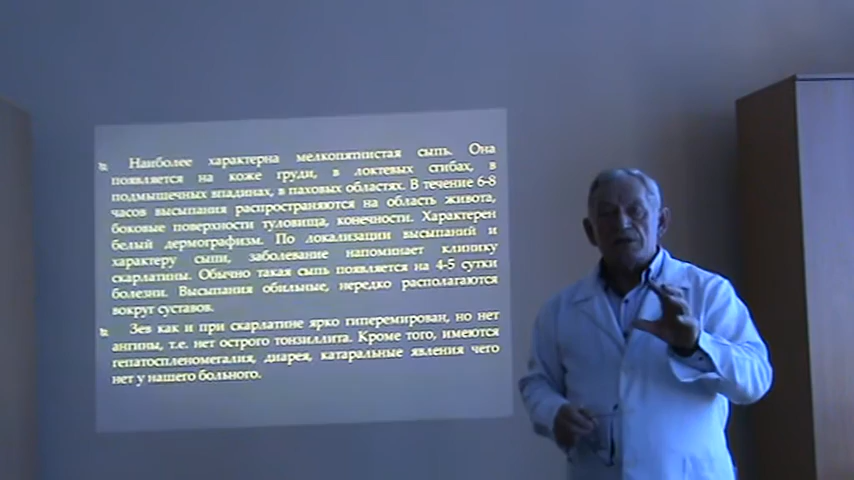 Наиболее характерна мелкопятнистая сыпь. Она
появляется на коже груди, в локтевых сгибах, в
подмышечных впадинах, в паховых областях. В течение 6-8
часов высыпания распространяются на область живота,
боковые поверхности туловища, конечности. Характерен
белый дермографизм. По локализации высыпаний и
характеру сыпи, заболевание напоминает клинику
скарлатины. Обычно такая сыпь появляется на 4-5 сутки
болезни. Высыпания обильные, нередко располагаются
вокруг суставов.
Зев как и при скарлатине ярко гиперемирован, но нет
ангины, т.е. нет острого тонзиллита. Кроме того, имеются
гепатоспленомегалия, диарея, катаральные явления чего
нет у нашего больного.